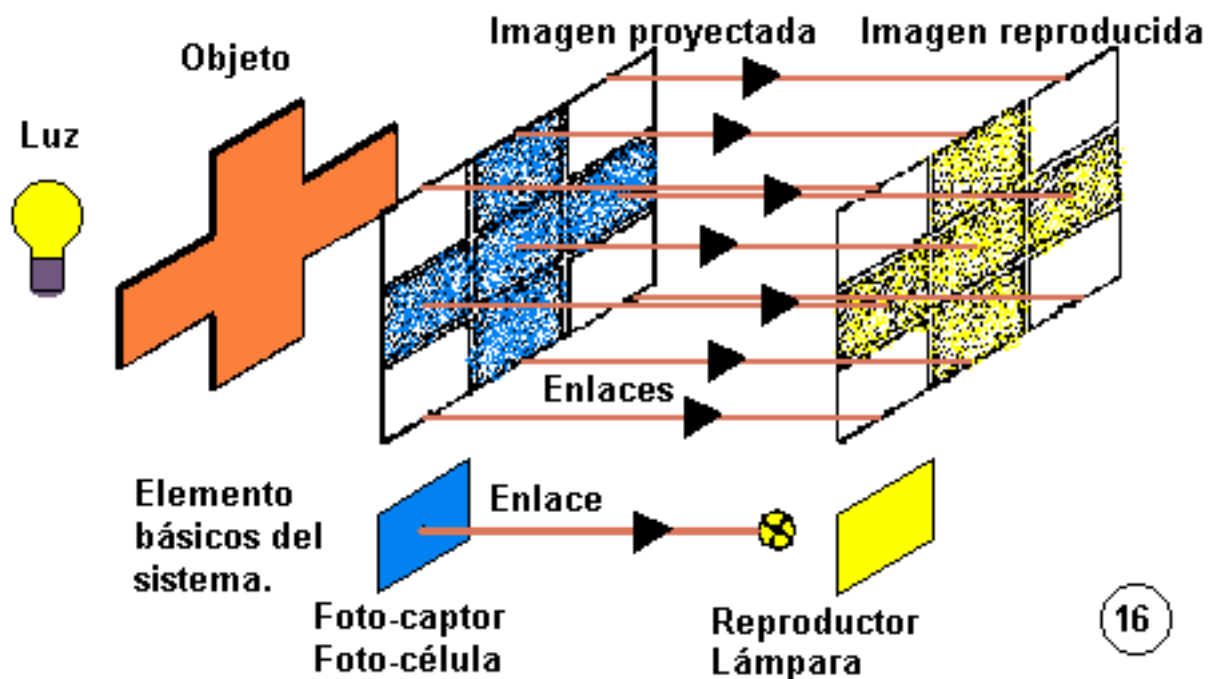 Imagen proyectada
Imagen reproducida
Objeto
Luz
Enlaces
Elemento
básicos del
sistema.
Enlace
Foto-captor
Foto-célula
Reproductor
Lámpara
16